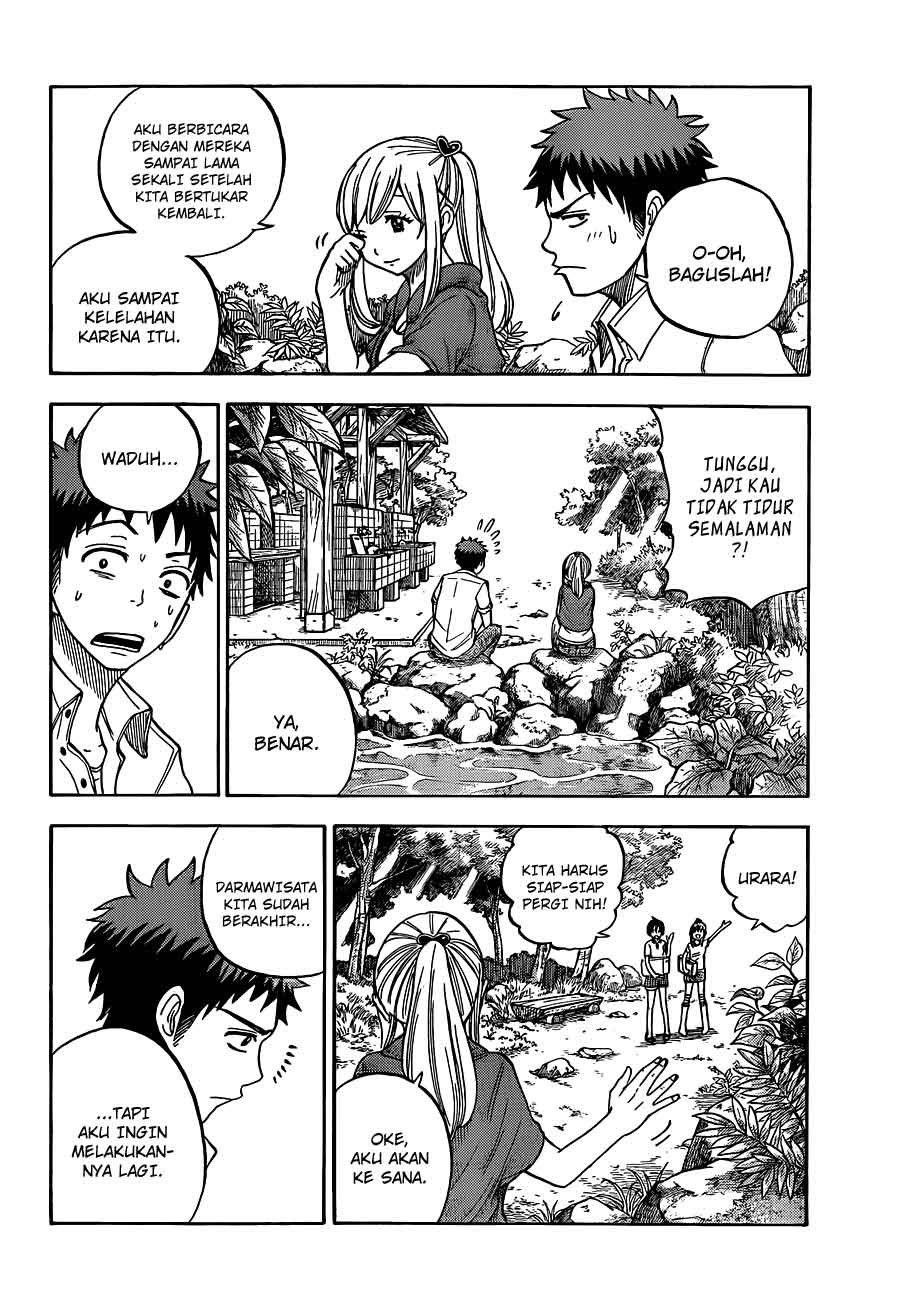 O-OH,
BAGUSLAH!
AKU BERBICARA
DENGAN MEREKA
SAMPAI LAMA
SEKALI SETELAH
KITA BERTUKAR
KEMBALI.
AKU SAMPAI
KELELAHAN
KARENA ITU.
TUNGGU,
JADI KAU
TIDAK TIDUR
SEMALAMAN
?!
YA,
BENAR.
WADUH...
URARA!
KITA HARUS
SIAP-SIAP
PERGI NIH!
OKE,
AKU AKAN
KE SANA.
DARMAWISATA
KITA SUDAH
BERAKHIR...
...TAPI
AKU INGIN
MELAKUKAN-
NYA LAGI.